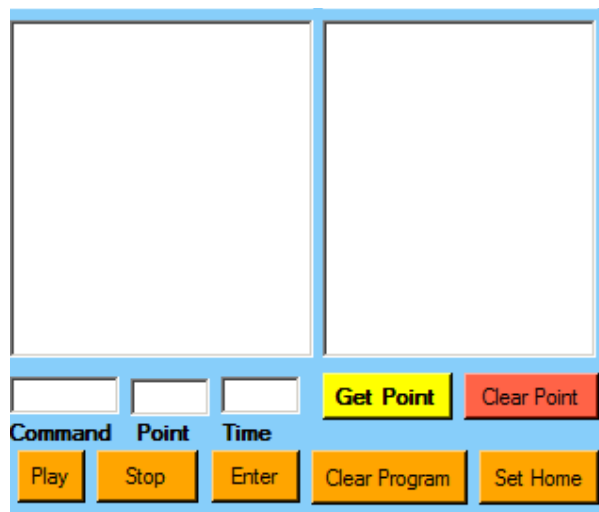 Get Point Clear Point
Command Point Time
Play Stop Enter Clear Program Set Home